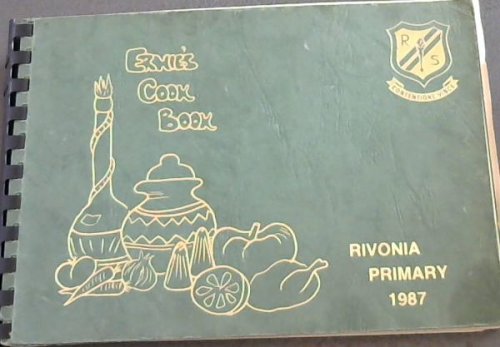 ERNIE'S
COOK
BOOK
R S
RIVONIA
PRIMARY
1987